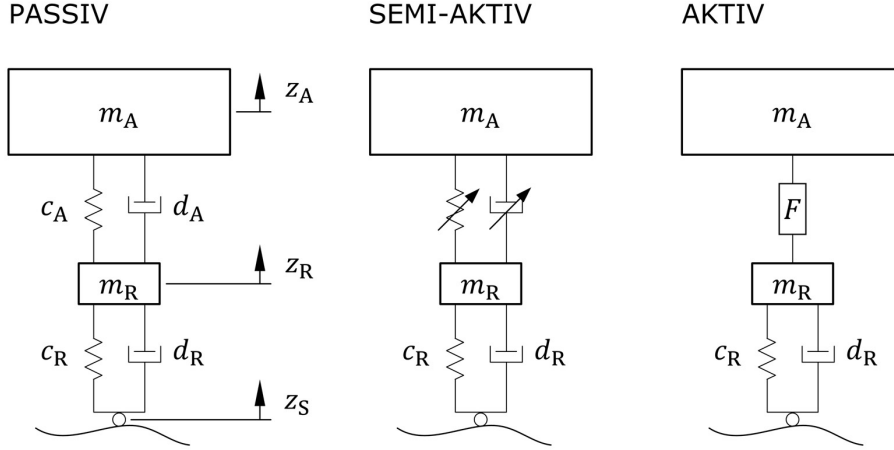 PASSIV SEMI-AKTIV AKTIV
m_A z_A m_A m_A
c_A d_A F
m_R z_R m_R m_R
c_R d_R c_R d_R c_R d_R
z_S